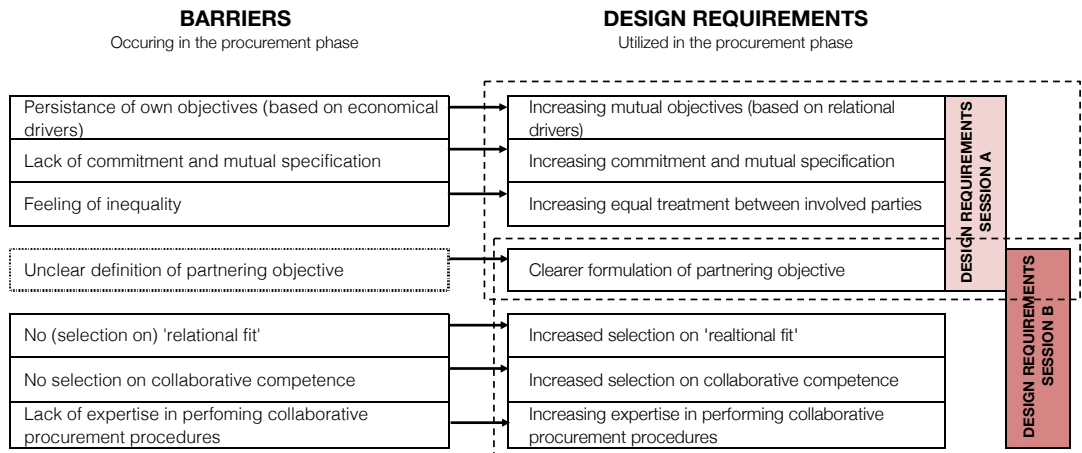 BARRIERS
Occuring in the procurement phase
DESIGN REQUIREMENTS
Utilized in the procurement phase
Persistance of own objectives (based on economical
drivers)
Increasing mutual objectives (based on relational
drivers)
Lack of commitment and mutual specification
Increasing commitment and mutual specification
Feeling of inequality
Increasing equal treatment between involved parties
Unclear definition of partnering objective
Clearer formulation of partnering objective
No (selection on) 'relational fit'
Increased selection on 'realtional fit'
No selection on collaborative competence
Increased selection on collaborative competence
Lack of expertise in perfoming collaborative
procurement procedures
Increasing expertise in performing collaborative
procurement procedures
DESIGN REQUIREMENTS
SESSION A
DESIGN REQUIREMENTS
SESSION B